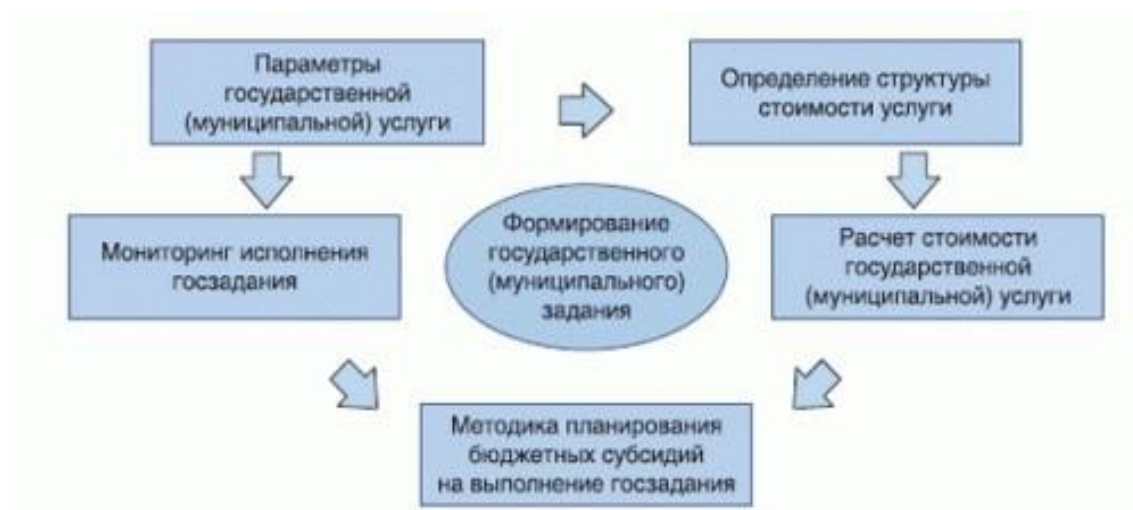 Параметры
государственной
(муниципальной) услуги
Определение структуры
стоимости услуги
Мониторинг исполнения
госзадания
Формирование
государственного
(муниципального)
задания
Расчет стоимости
государственной
(муниципальной) услуги
Методика планирования
бюджетных субсидий
на выполнение госзадания